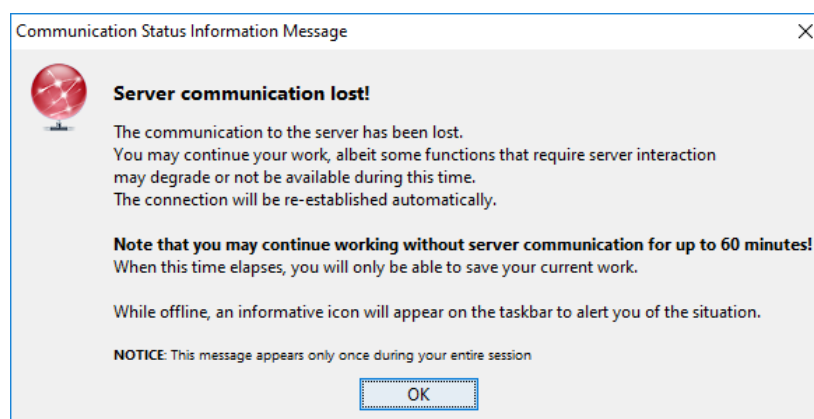 Communication Status Information Message
Server communication lost!
The communication to the server has been lost.
You may continue your work, albeit some functions that require server interaction
may degrade or not be available during this time.
The connection will be re-established automatically.
Note that you may continue working without server communication for up to 60 minutes!
When this time elapses, you will only be able to save your current work.
While offline, an informative icon will appear on the taskbar to alert you of the situation.
NOTICE: This message appears only once during your entire session
OK